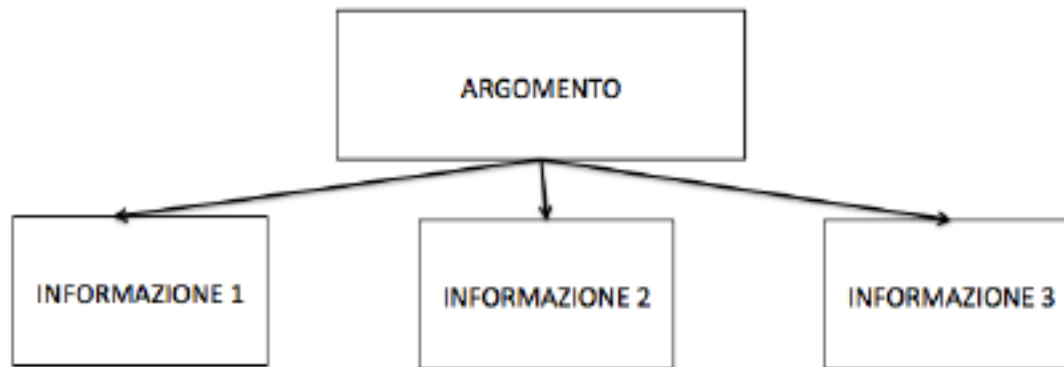 ARGOMENTO
INFORMAZIONE 1
INFORMAZIONE 2
INFORMAZIONE 3